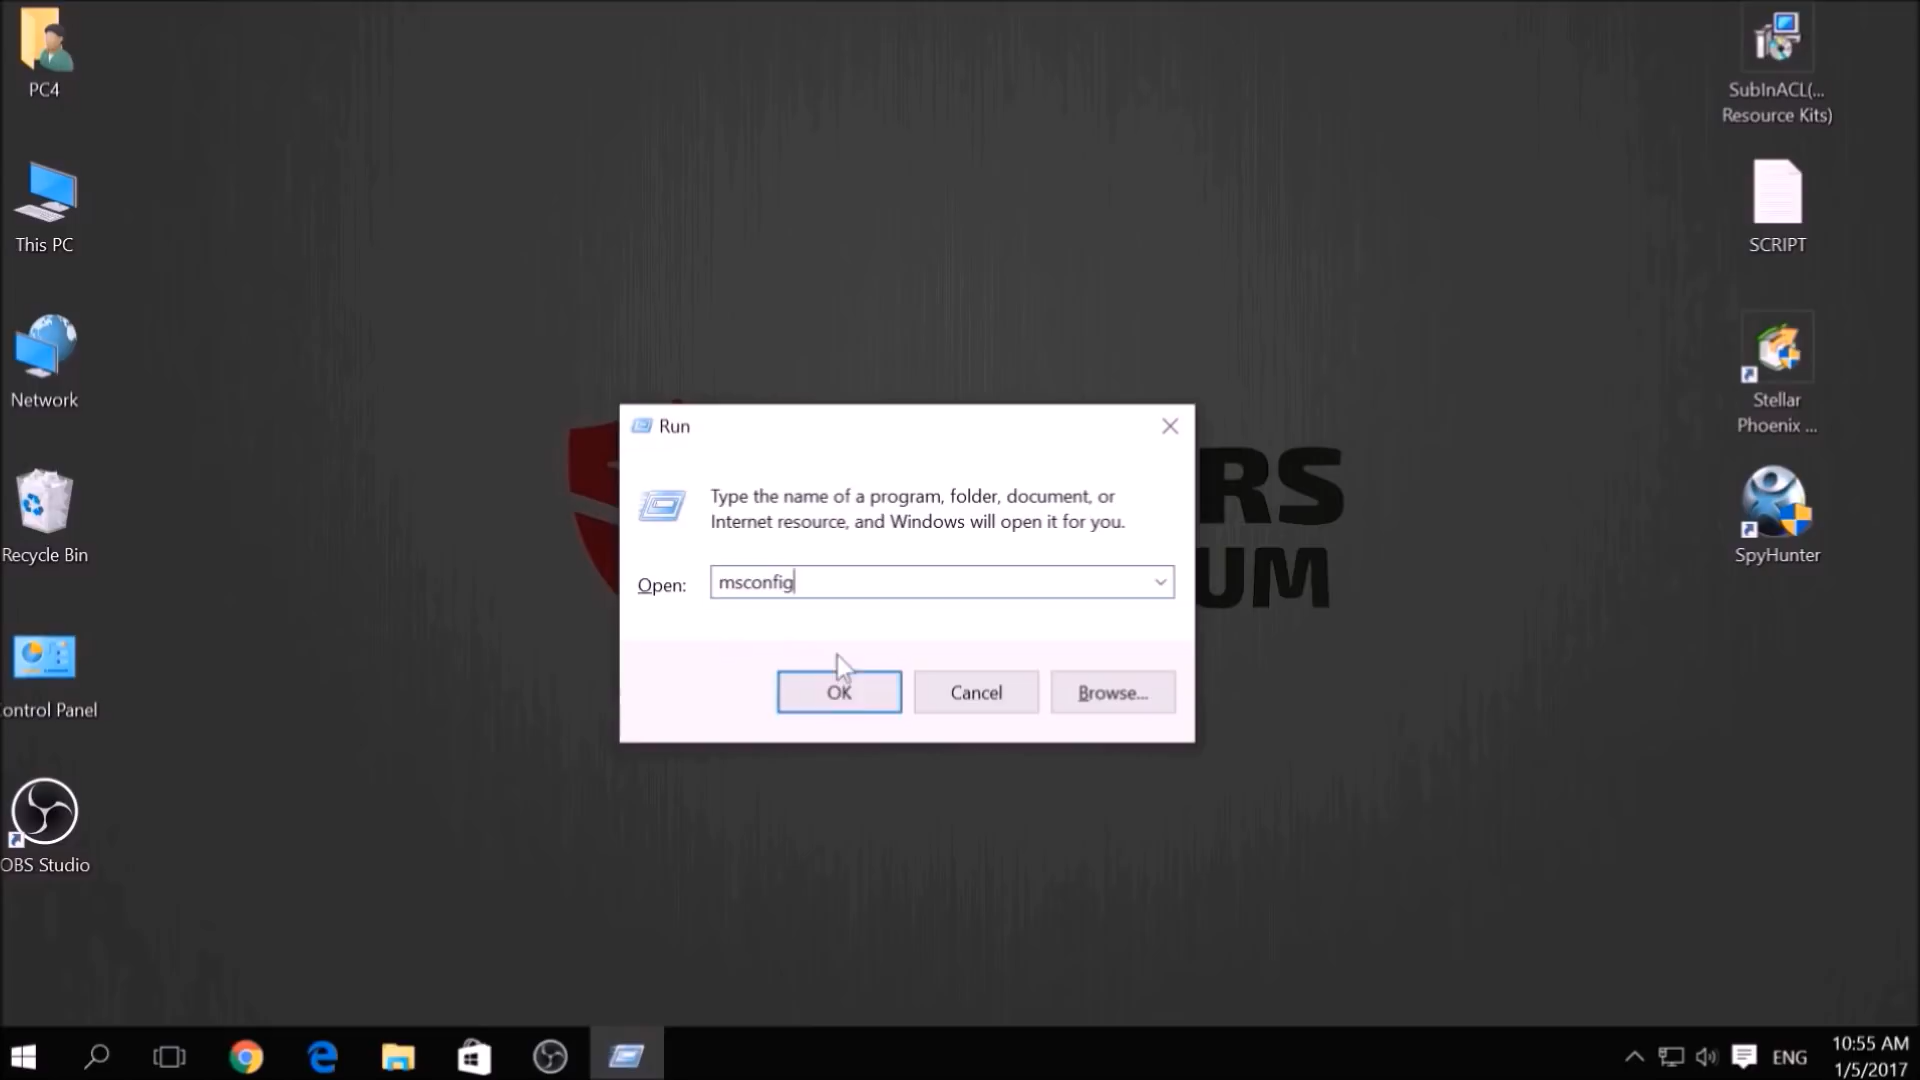 PC4
This PC
Network
Recycle Bin
ontrol Panel
OBS Studio
SubInACL(...
Resource Kits)
SCRIPT
Stellar
Phoenix ...
SpyHunter
RS
UM
Run
Type the name of a program, folder, document, or
Internet resource, and Windows will open it for you.
Open:
msconfig
OK
Cancel
Browse...
ENG
10:55 AM
1/5/2017